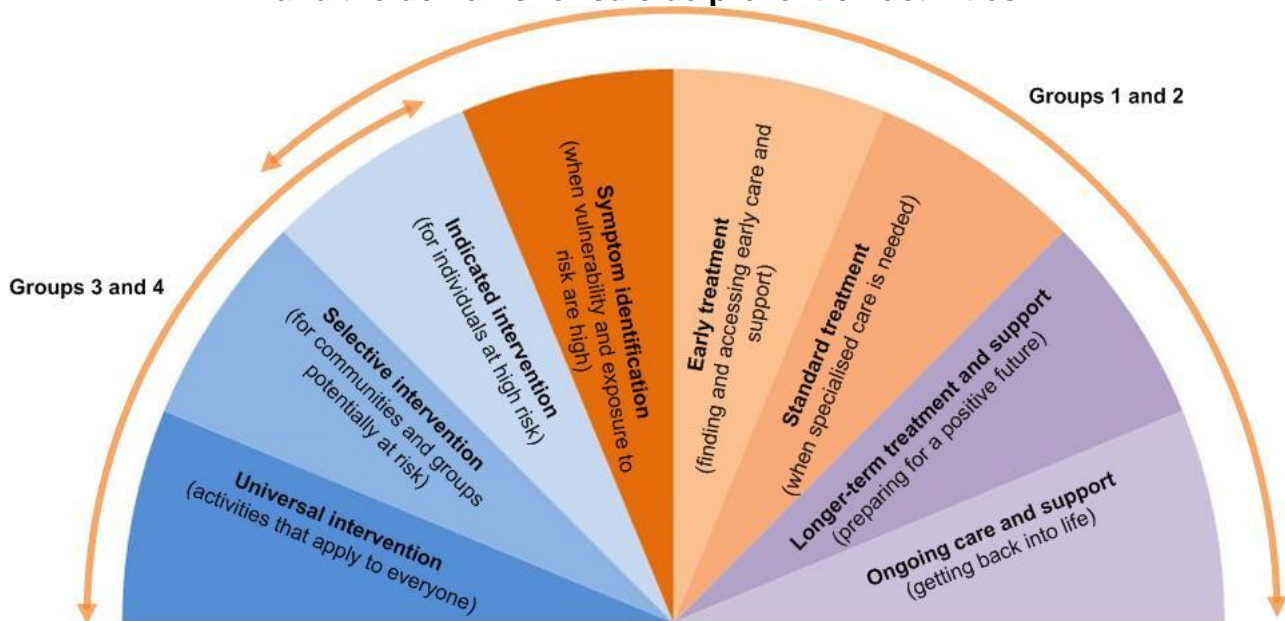 Groups 1 and 2
Groups 3 and 4
Universal intervention
(activities that apply to everyone)
Selective intervention
(for communities and groups
potentially at risk)
Indicated intervention
(for individuals at high risk)
Symptom identification
(when vulnerability and exposure to
risk are high)
Early treatment
(finding and accessing early care and
support)
Standard treatment
(when specialised care is needed)
Longer-term treatment and support
(preparing for a positive future)
Ongoing care and support
(getting back into life)